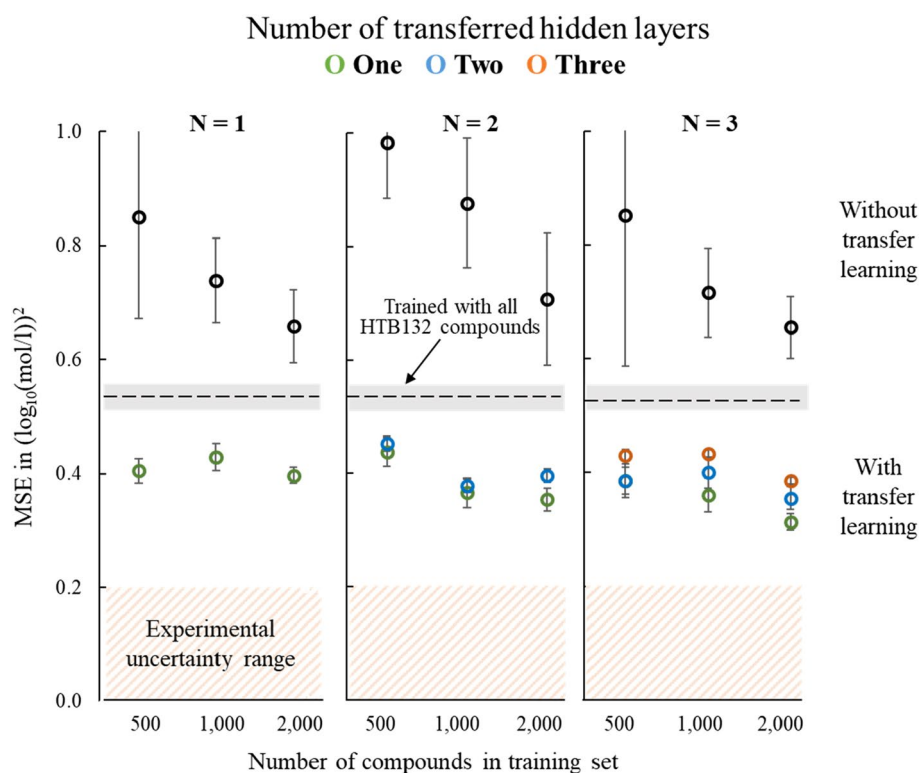 Number of transferred hidden layers
One Two Three
N = 1 N = 2 N = 3
1.0
0.8
0.6
0.4
0.2
0.0
MSE in (log₁₀(mol/l))²
Trained with all
HTB132 compounds
Without
transfer
learning
With
transfer
learning
Experimental
uncertainty range
500 1,000 2,000 500 1,000 2,000 500 1,000 2,000
Number of compounds in training set